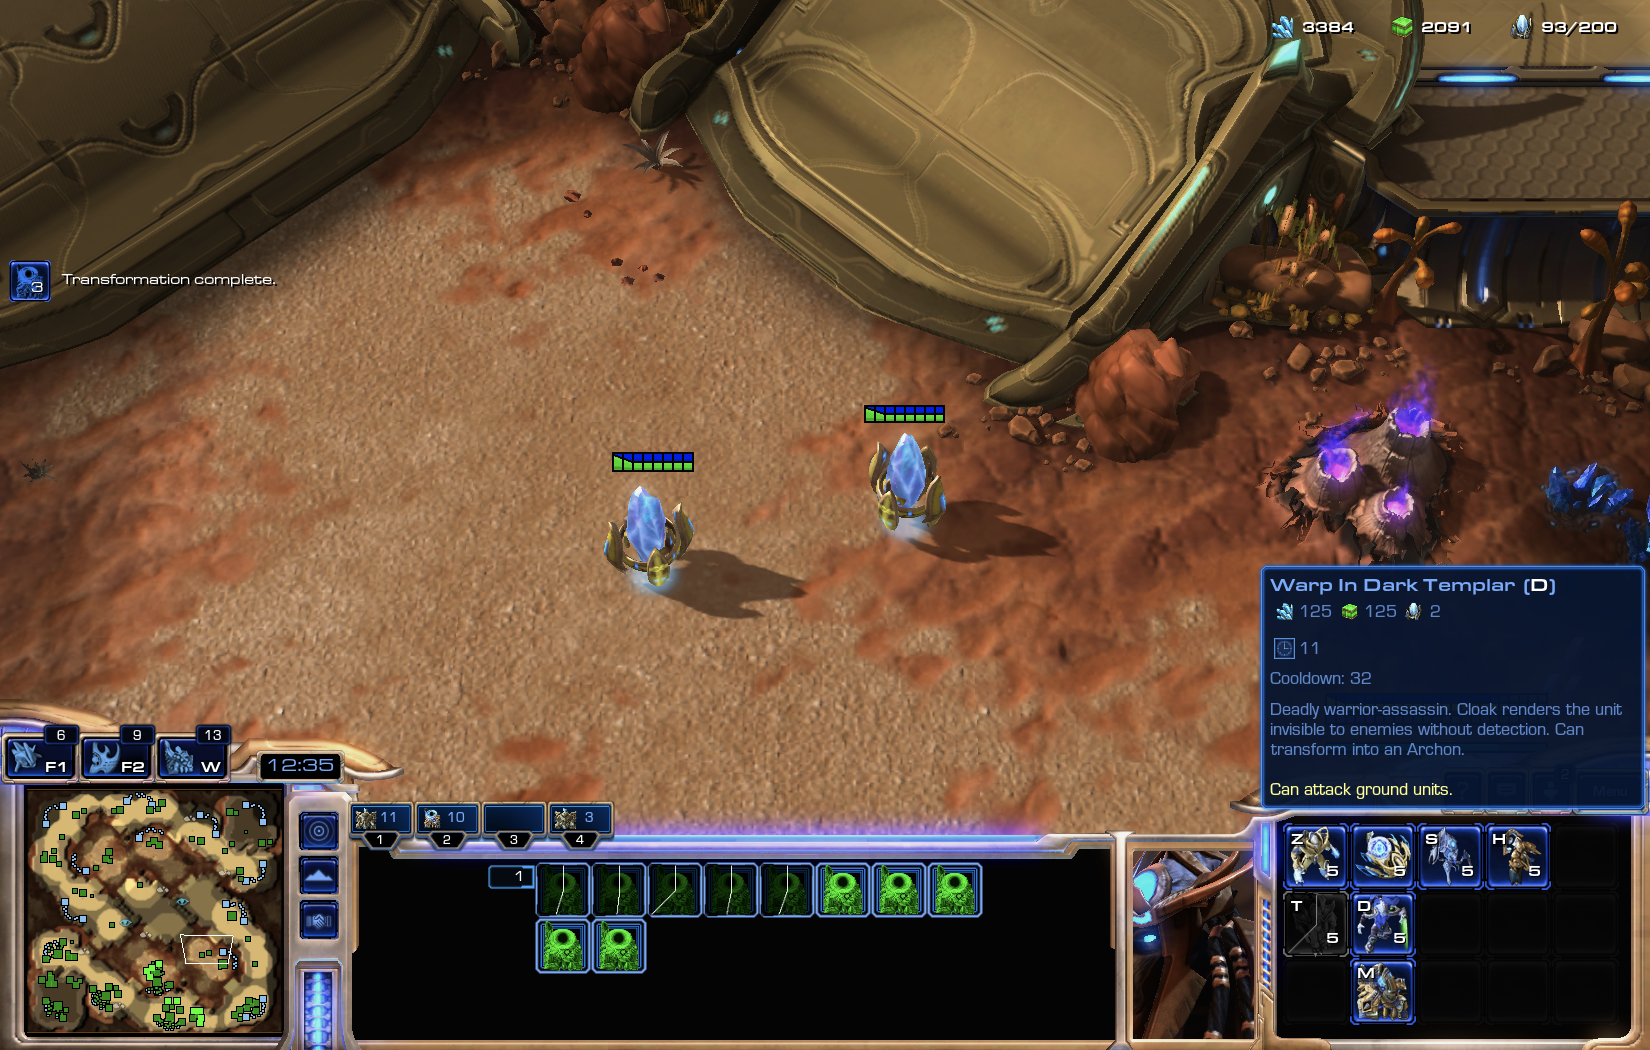 3384 2091 93/200
3 Transformation complete.
Warp In Dark Templar (D)
125 125 2
11
Cooldown: 32
Deadly warrior-assassin. Cloak renders the unit
invisible to enemies without detection. Can
transform into an Archon.
Can attack ground units.
6 9 13
F1 F2 W
12:35
11 10 3
1 2 3 4
1
Z 5 5 S 5 H 5
T 5 D 5
M